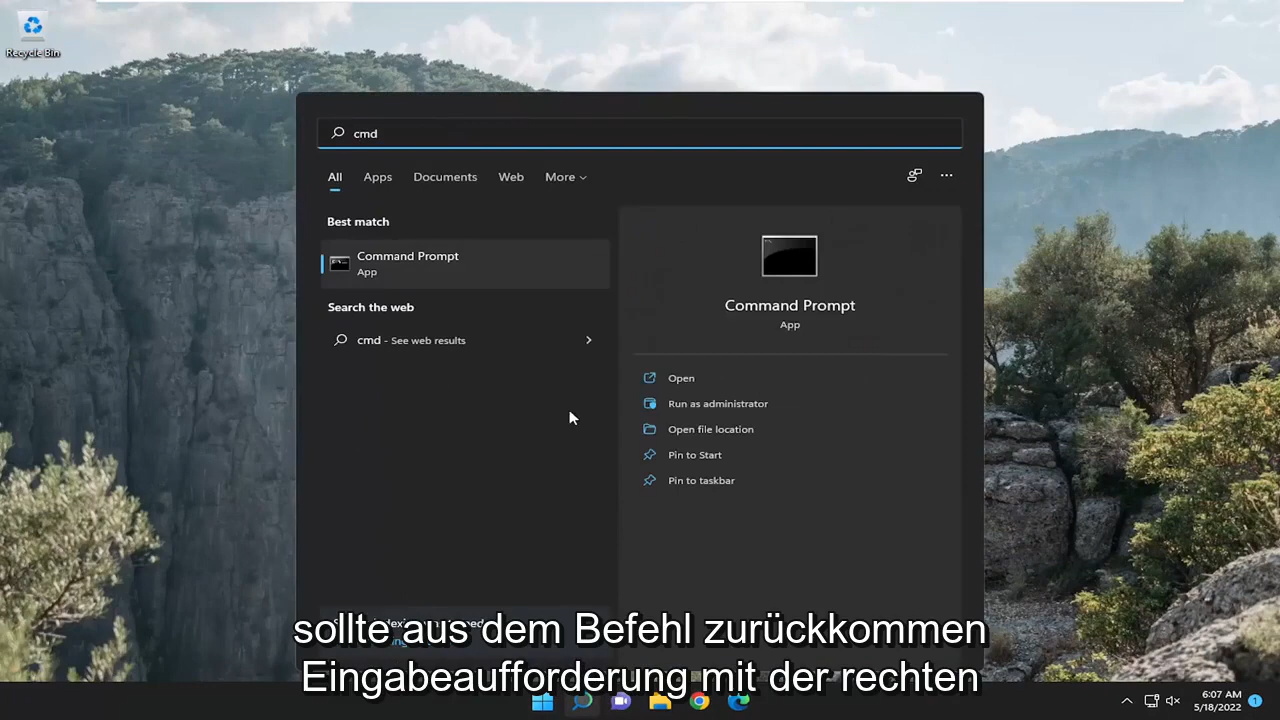 Recycle Bin
cmd
All Apps Documents Web More
Best match
Command Prompt
App
Search the web
cmd - See web results
Command Prompt
App
Open
Run as administrator
Open file location
Pin to Start
Pin to taskbar
sollte aus dem Befehl zurückkommen
Eingabeaufforderung mit der rechten
6:07 AM
5/18/2022
1